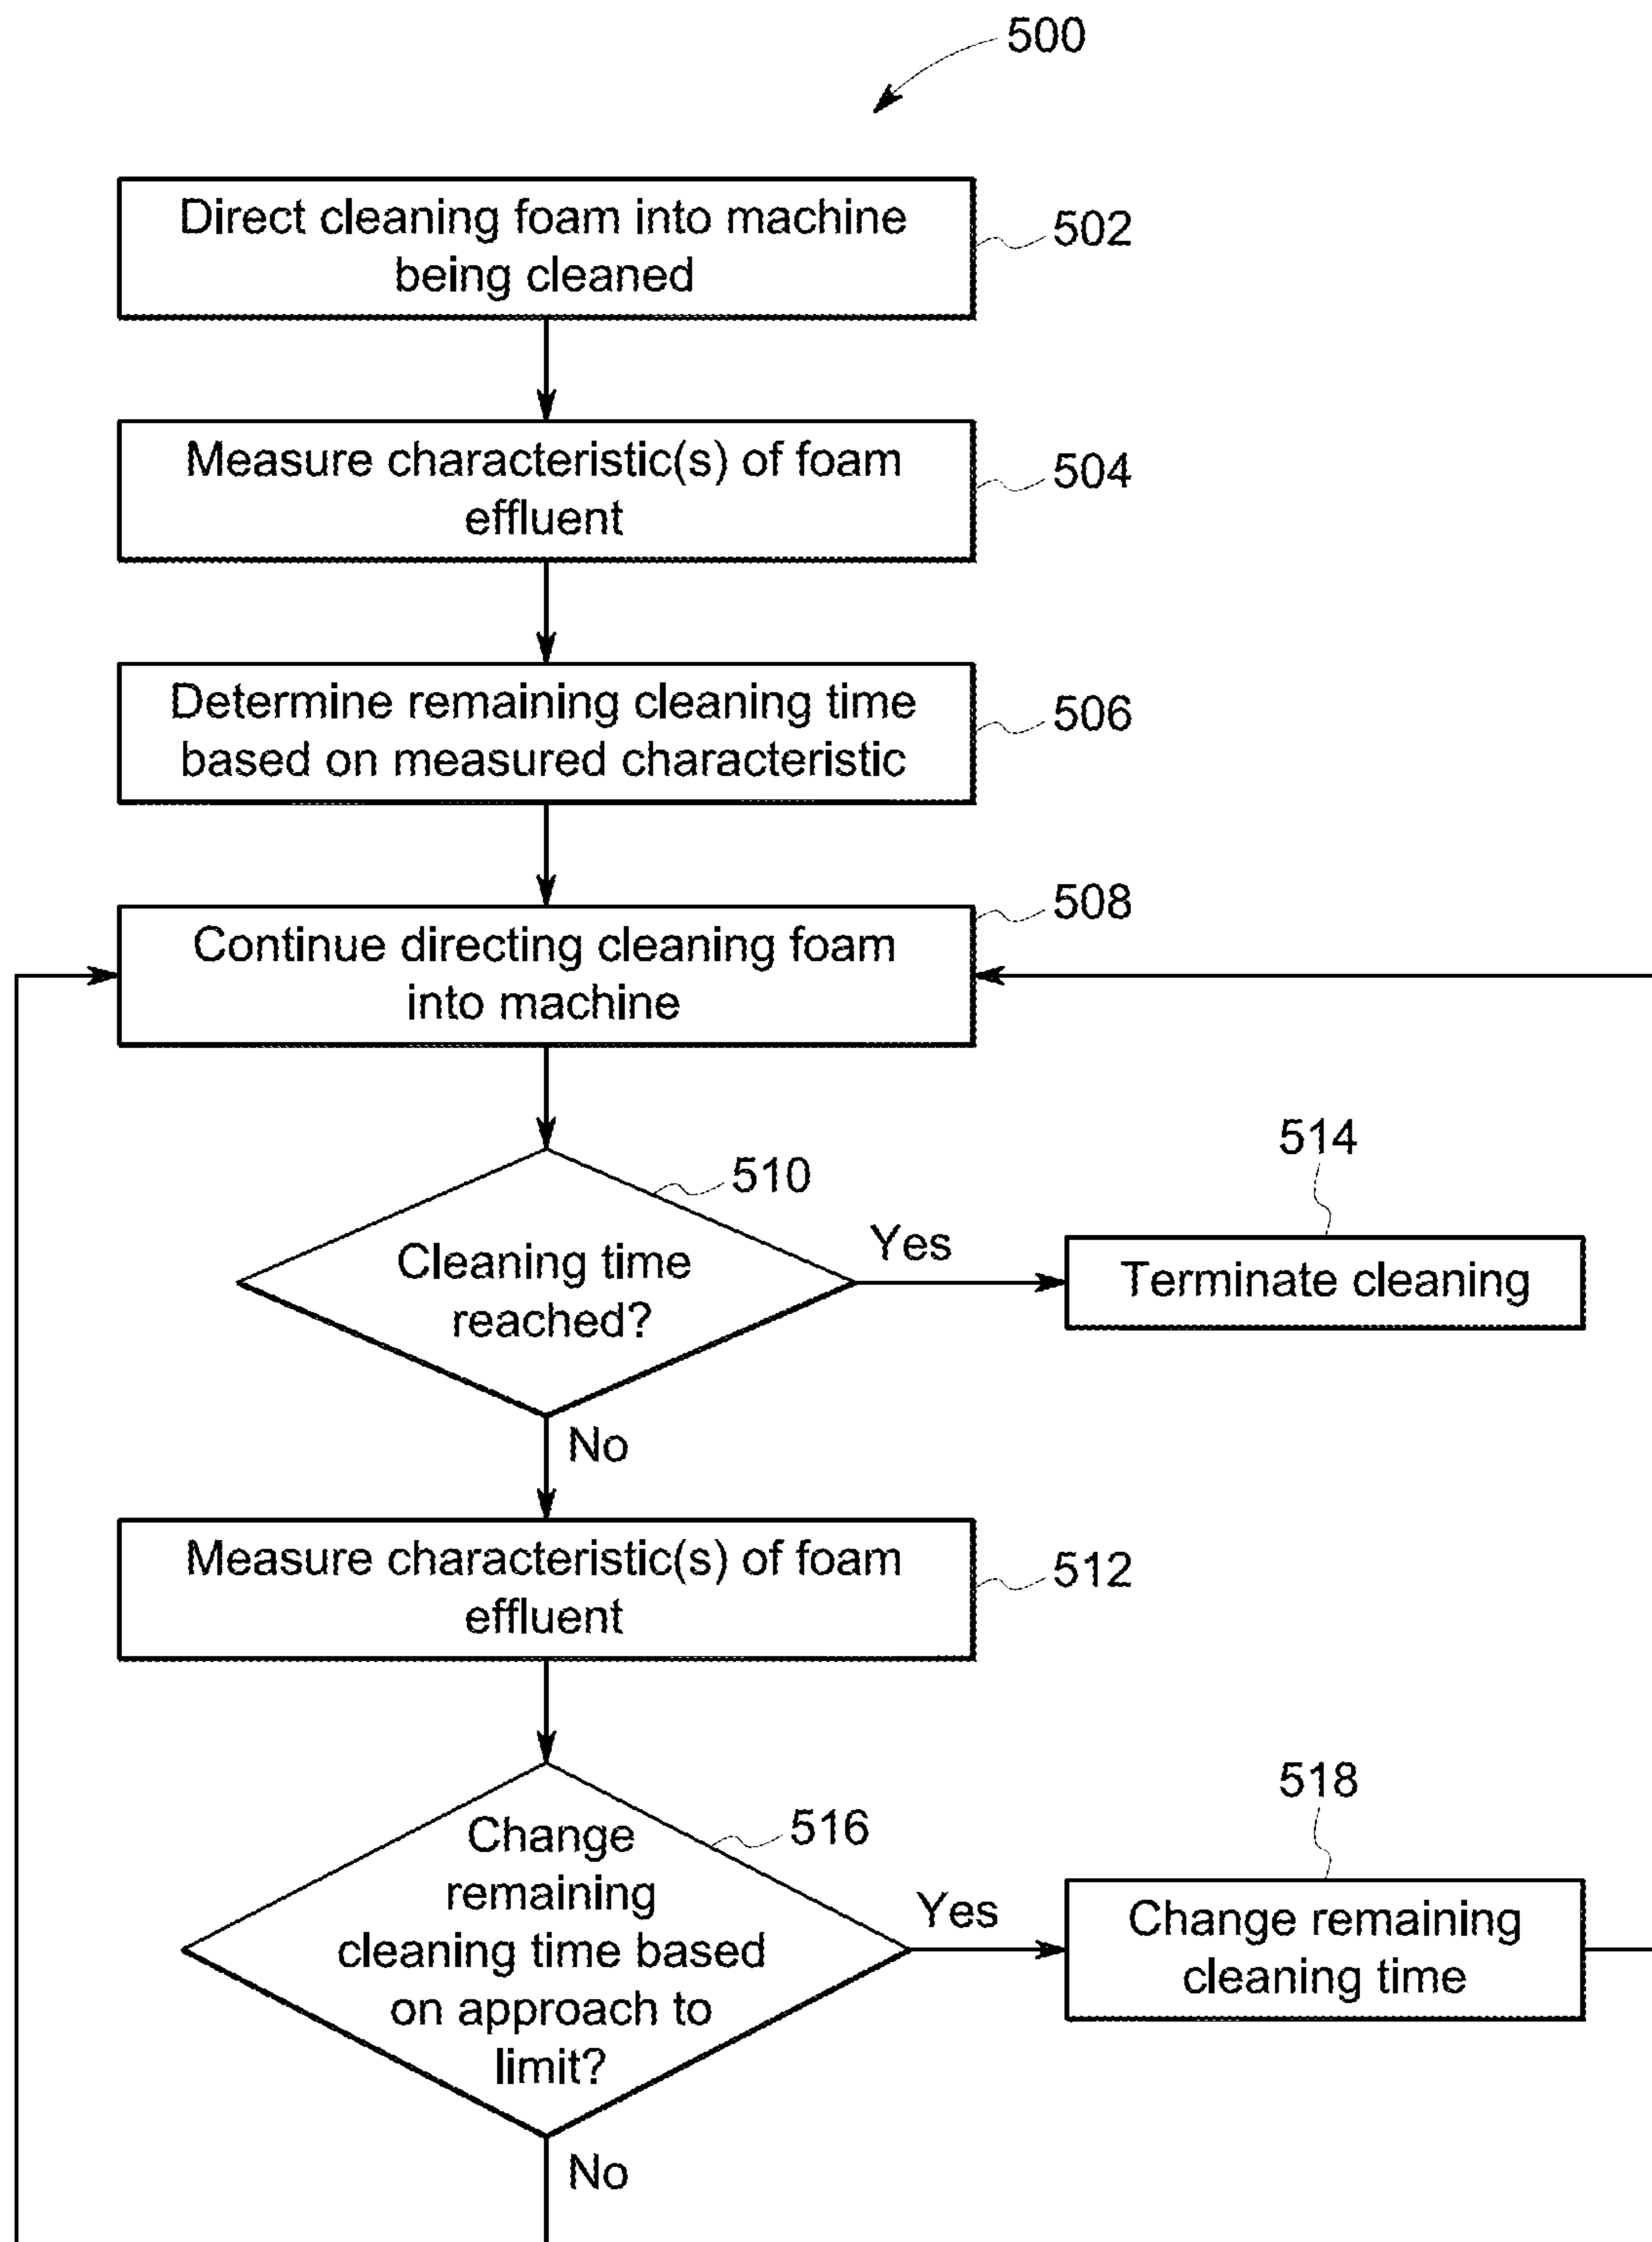 500
Direct cleaning foam into machine
being cleaned
502
Measure characteristic(s) of foam
effluent
504
Determine remaining cleaning time
based on measured characteristic
506
508
Continue directing cleaning foam
into machine
510
Cleaning time
reached?
Yes
514
Terminate cleaning
No
Measure characteristic(s) of foam
effluent
512
516
Change
remaining
cleaning time based
on approach to
limit?
Yes
518
Change remaining
cleaning time
No